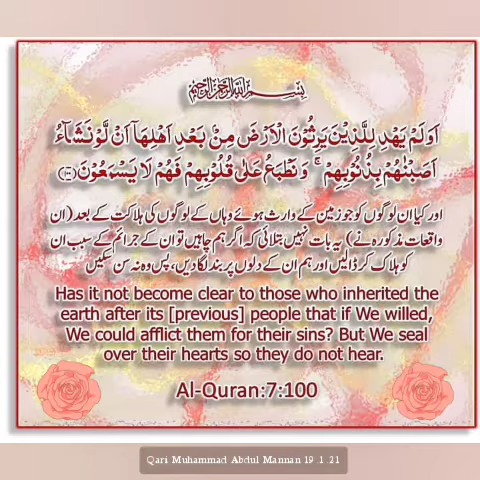 بِسْمِ اللهِ الرَّحْمٰنِ الرَّحِيْمِ
اَوَلَمْ يَهْدِ لِلَّذِيْنَ يَرِثُوْنَ الْاَرْضَ مِنْۢ بَعْدِ اَهْلِهَاۤ اَنْ لَّوْ نَشَآءُ
اَصَبْنٰهُمْ بِذُنُوْبِهِمْ ۚ وَ نَطْبَعُ عَلٰى قُلُوْبِهِمْ فَهُمْ لَا يَسْمَعُوْنَ (۱۰۰)
اور کیا ان لوگوں کو جو زمین کے وارث ہوئے وہاں کے لوگوں کی ہلاکت کے بعد (ان
واقعات مذکورہ نے) یہ بات نہیں بتلائی کہ اگر ہم چاہیں تو ان کے جرائم کے سبب ان
کو ہلاک کر ڈالیں اور ہم ان کے دلوں پر بند لگا دیں، پس وہ نہ سن سکیں
Has it not become clear to those who inherited the
earth after its [previous] people that if We willed,
We could afflict them for their sins? But We seal
over their hearts so they do not hear.
Al-Quran:7:100
Qari Muhammad Abdul Mannan 19 1 21